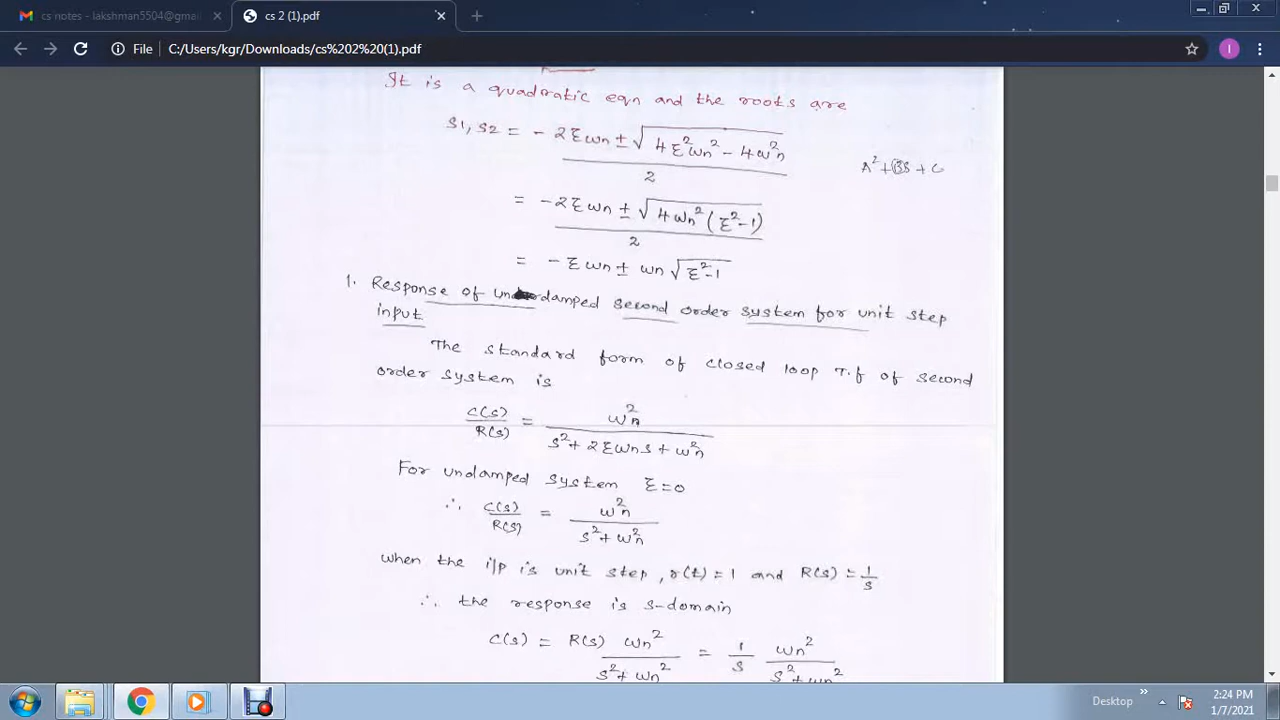 cs notes - lakshman5504@gmail
cs 2 (1).pdf
File C:/Users/kgr/Downloads/cs%202%20(1).pdf
I
It is a quadratic eqn and the roots are
S1, S2 = - 2ξωn ± √4ξ²ωn² - 4ωn²
2
A² + BS + C
= -2ξωn ± √4ωn²(ξ²-1)
2
= -ξωn ± ωn √ξ²-1
1. Response of undamped second order system for unit step
input
The standard form of closed loop T.f of second
order system is
C(s)/R(s) = ωn²/s² + 2ξωns + ωn²
For undamped system ξ=0
∴ C(s)/R(s) = ωn²/s² + ωn²
when the i/p is unit step, r(t) = 1 and R(s) = 1/s
∴ the response is s-domain
C(s) = R(s) ωn²/s² + ωn² = 1/s ωn²/s² + ωn²
Desktop
2:24 PM
1/7/2021